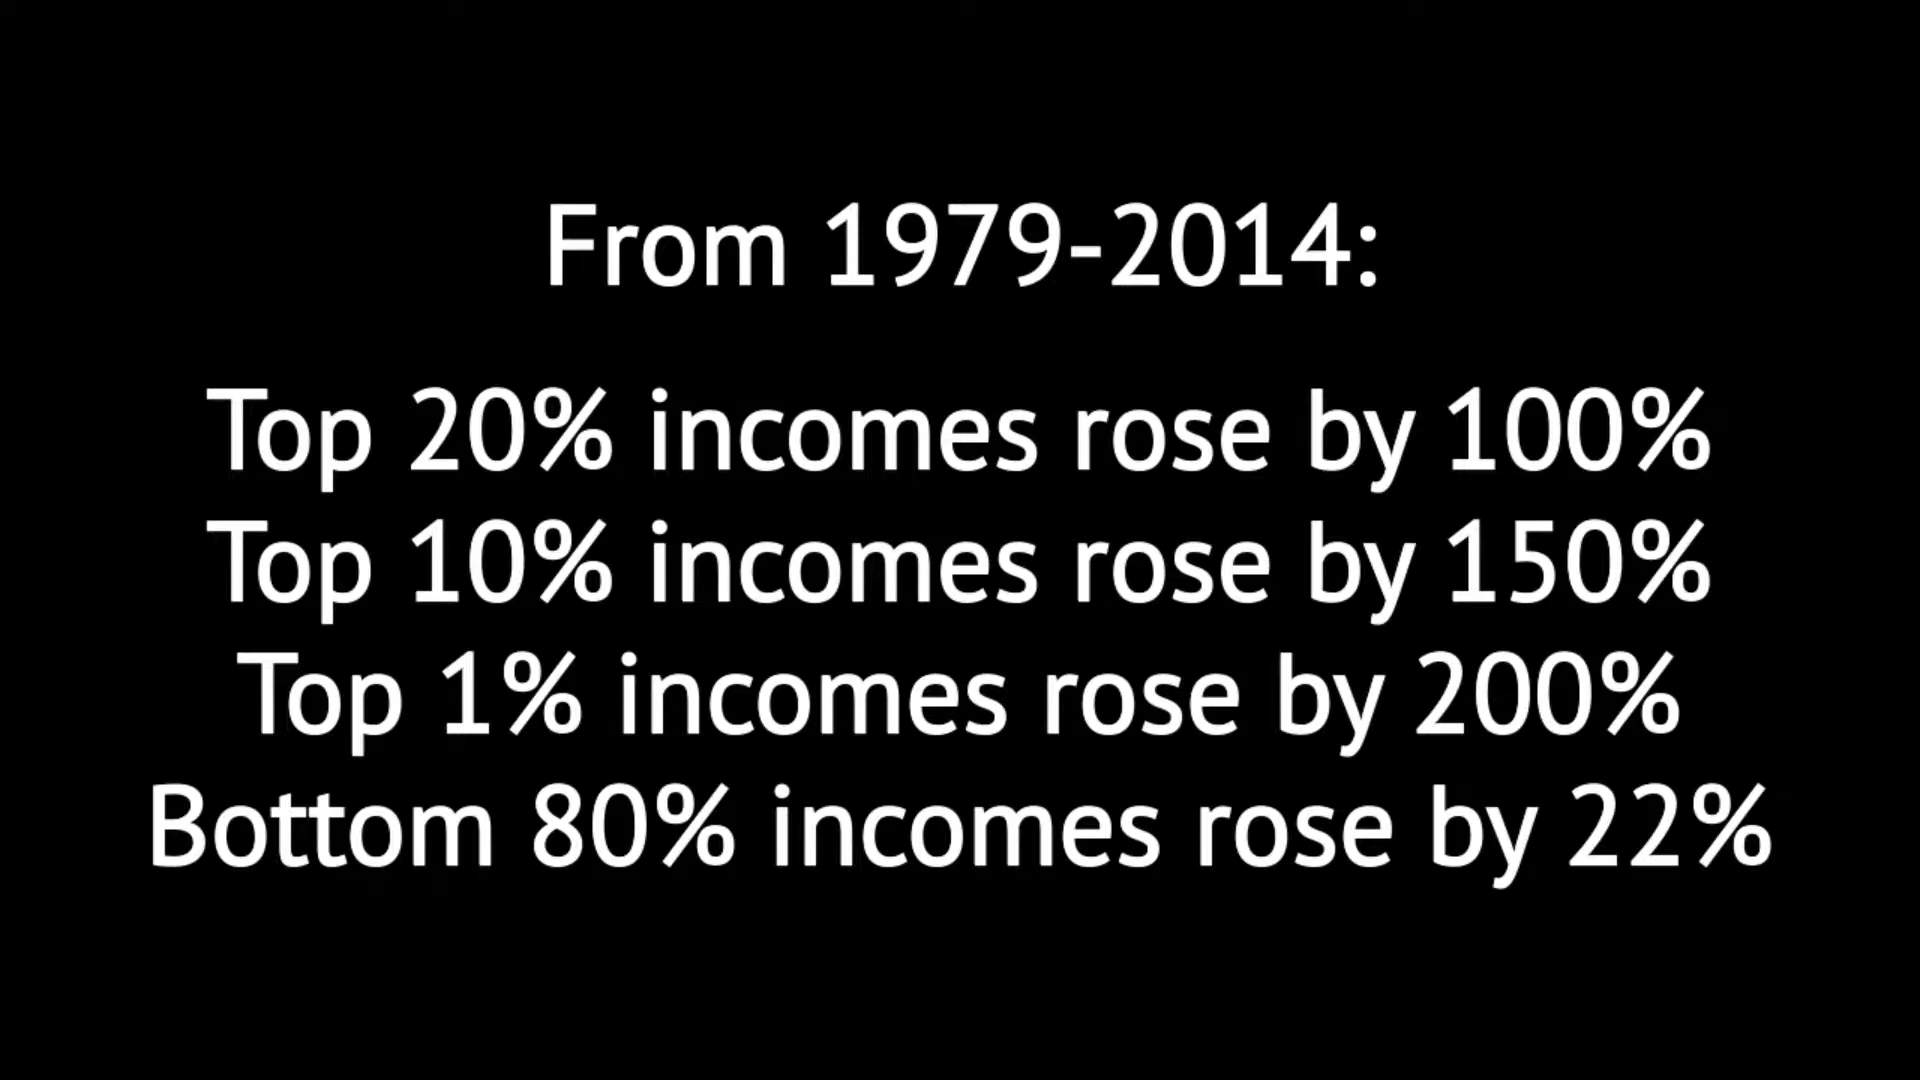 From 1979-2014:
Top 20% incomes rose by 100%
Top 10% incomes rose by 150%
Top 1% incomes rose by 200%
Bottom 80% incomes rose by 22%